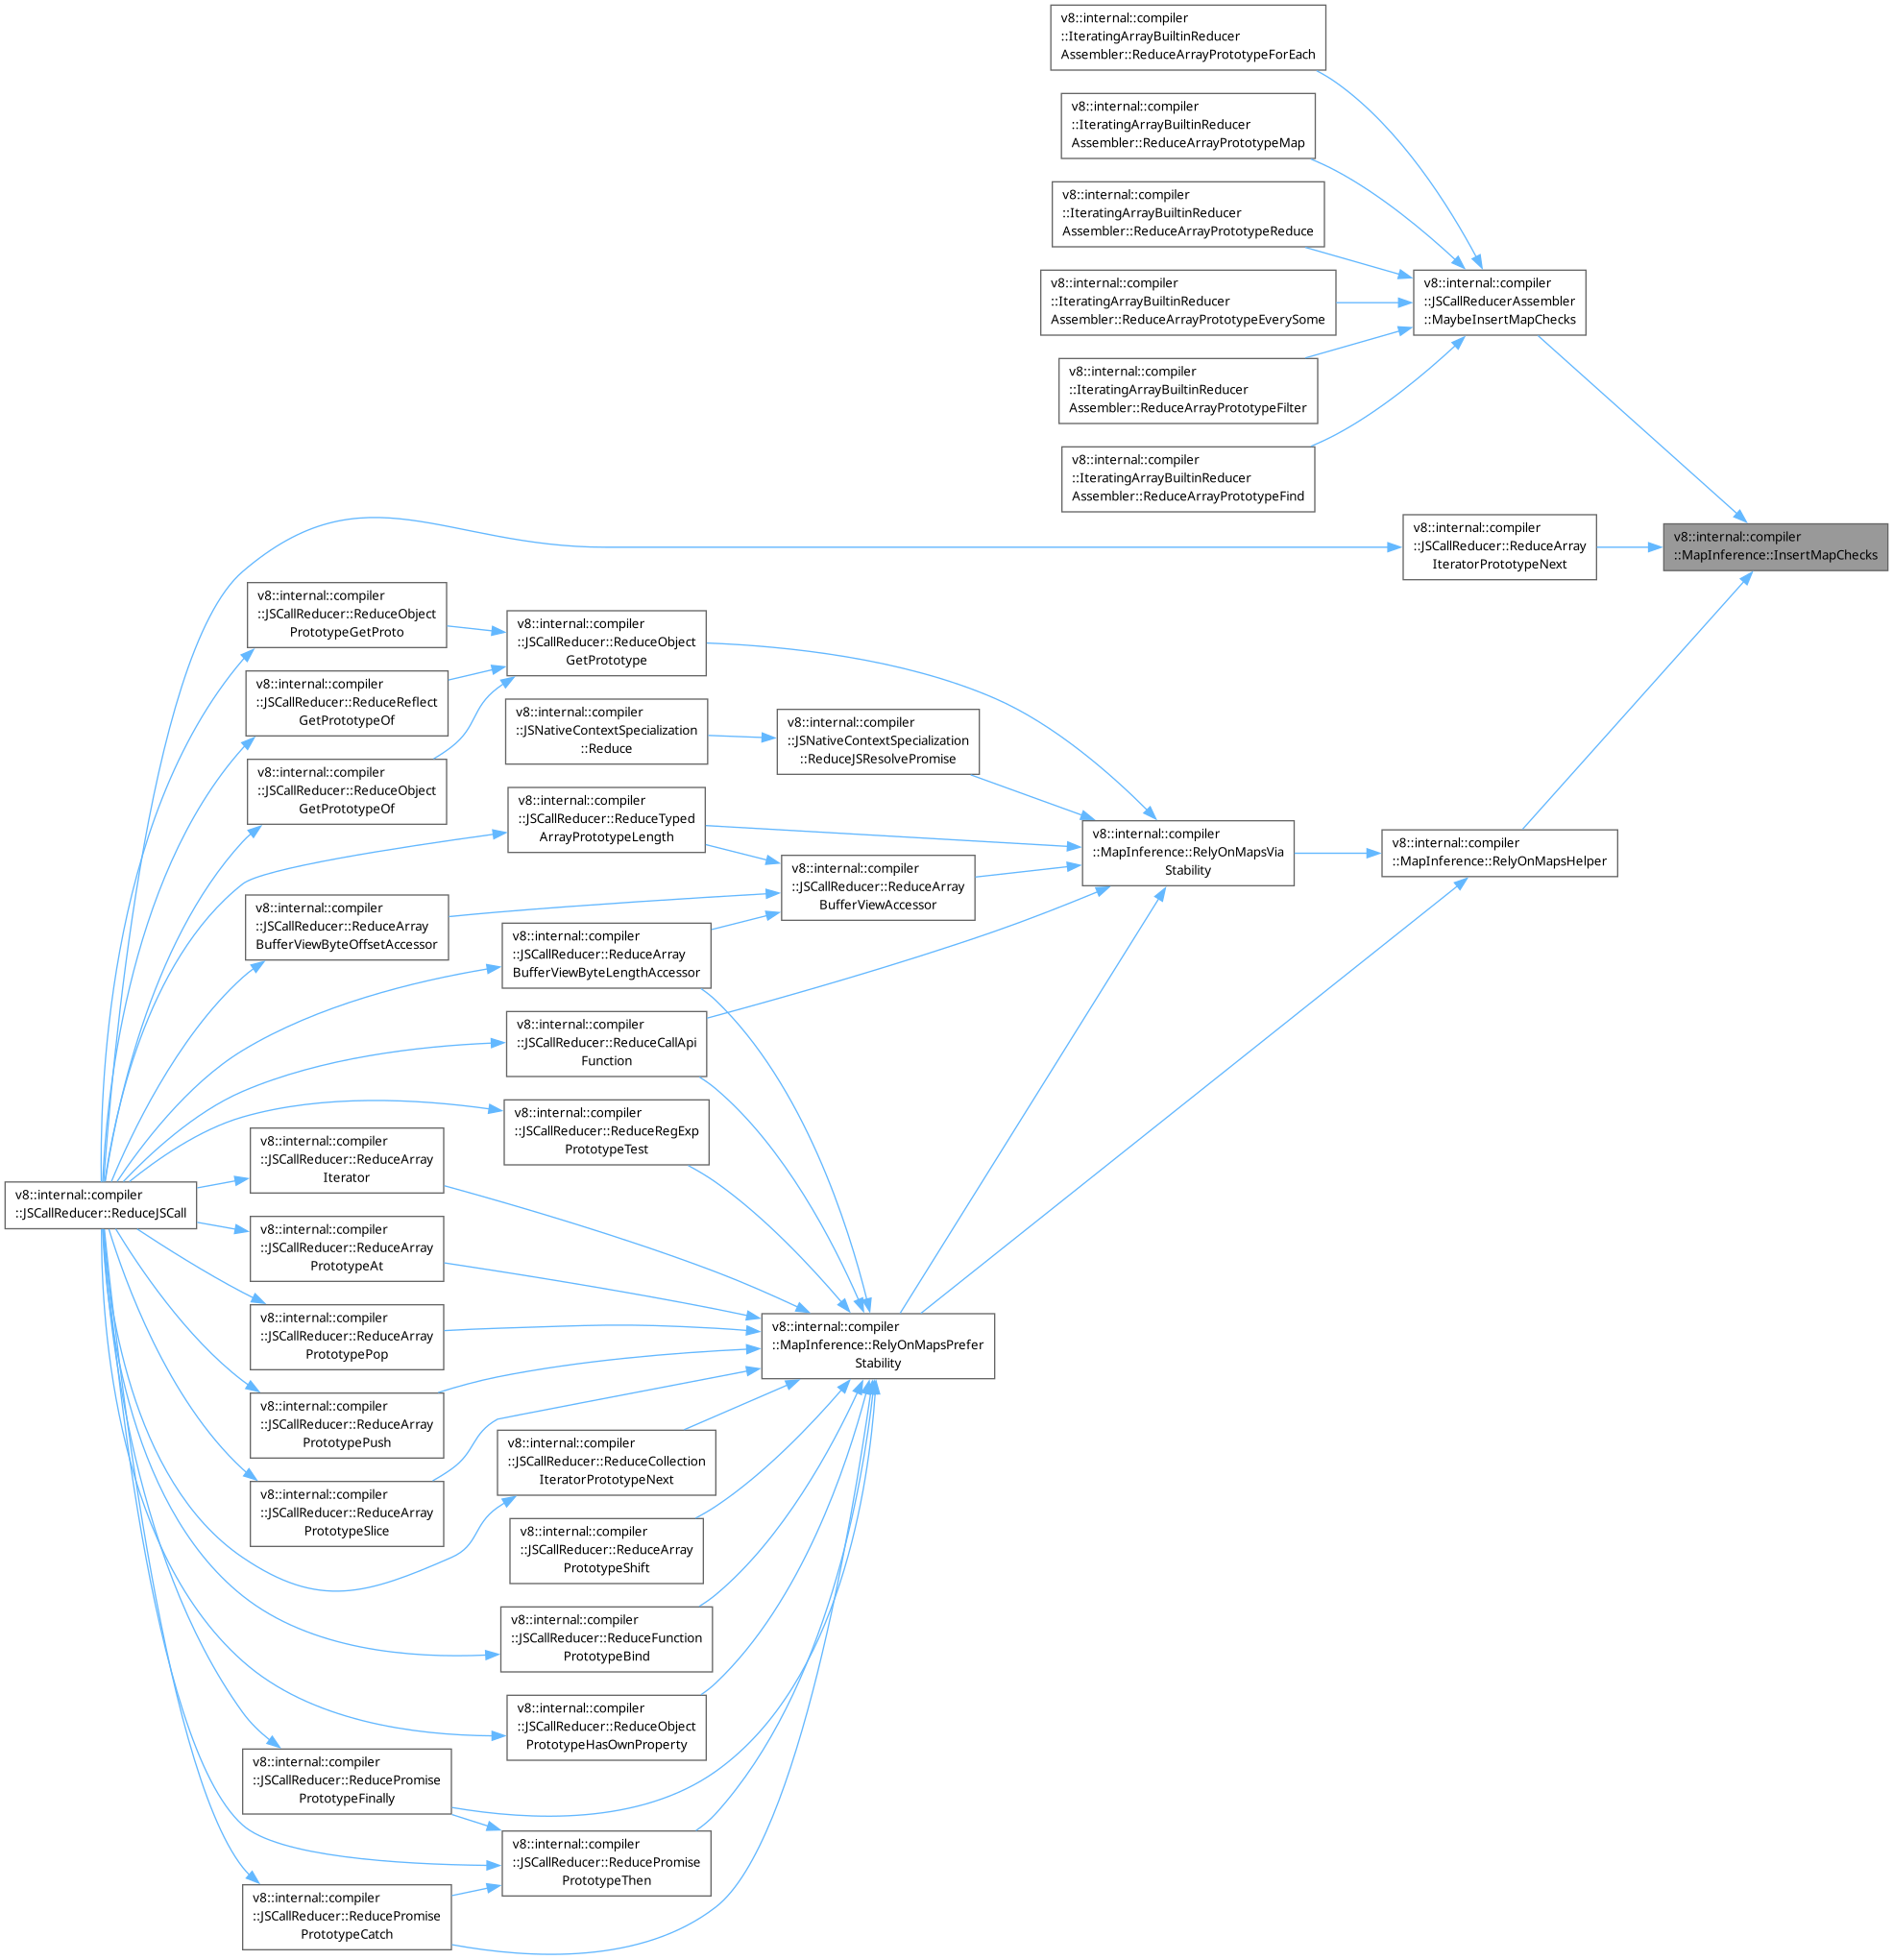 v8::internal::compiler
::IteratingArrayBuiltinReducer
Assembler::ReduceArrayPrototypeForEach
v8::internal::compiler
::IteratingArrayBuiltinReducer
Assembler::ReduceArrayPrototypeMap
v8::internal::compiler
::IteratingArrayBuiltinReducer
Assembler::ReduceArrayPrototypeReduce
v8::internal::compiler
::IteratingArrayBuiltinReducer
Assembler::ReduceArrayPrototypeEverySome
v8::internal::compiler
::JSCallReducerAssembler
::MaybeInsertMapChecks
v8::internal::compiler
::IteratingArrayBuiltinReducer
Assembler::ReduceArrayPrototypeFilter
v8::internal::compiler
::IteratingArrayBuiltinReducer
Assembler::ReduceArrayPrototypeFind
v8::internal::compiler
::JSCallReducer::ReduceArray
IteratorPrototypeNext
v8::internal::compiler
::MapInference::InsertMapChecks
v8::internal::compiler
::JSCallReducer::ReduceObject
PrototypeGetProto
v8::internal::compiler
::JSCallReducer::ReduceObject
GetPrototype
v8::internal::compiler
::JSCallReducer::ReduceReflect
GetPrototypeOf
v8::internal::compiler
::JSNativeContextSpecialization
::Reduce
v8::internal::compiler
::JSNativeContextSpecialization
::ReduceJSResolvePromise
v8::internal::compiler
::JSCallReducer::ReduceObject
GetPrototypeOf
v8::internal::compiler
::JSCallReducer::ReduceTyped
ArrayPrototypeLength
v8::internal::compiler
::MapInference::RelyOnMapsVia
Stability
v8::internal::compiler
::MapInference::RelyOnMapsHelper
v8::internal::compiler
::JSCallReducer::ReduceArray
BufferViewAccessor
v8::internal::compiler
::JSCallReducer::ReduceArray
BufferViewByteOffsetAccessor
v8::internal::compiler
::JSCallReducer::ReduceArray
BufferViewByteLengthAccessor
v8::internal::compiler
::JSCallReducer::ReduceCallApi
Function
v8::internal::compiler
::JSCallReducer::ReduceRegExp
PrototypeTest
v8::internal::compiler
::JSCallReducer::ReduceArray
Iterator
v8::internal::compiler
::JSCallReducer::ReduceJSCall
v8::internal::compiler
::JSCallReducer::ReduceArray
PrototypeAt
v8::internal::compiler
::JSCallReducer::ReduceArray
PrototypePop
v8::internal::compiler
::MapInference::RelyOnMapsPrefer
Stability
v8::internal::compiler
::JSCallReducer::ReduceArray
PrototypePush
v8::internal::compiler
::JSCallReducer::ReduceCollection
IteratorPrototypeNext
v8::internal::compiler
::JSCallReducer::ReduceArray
PrototypeSlice
v8::internal::compiler
::JSCallReducer::ReduceArray
PrototypeShift
v8::internal::compiler
::JSCallReducer::ReduceFunction
PrototypeBind
v8::internal::compiler
::JSCallReducer::ReduceObject
PrototypeHasOwnProperty
v8::internal::compiler
::JSCallReducer::ReducePromise
PrototypeFinally
v8::internal::compiler
::JSCallReducer::ReducePromise
PrototypeThen
v8::internal::compiler
::JSCallReducer::ReducePromise
PrototypeCatch